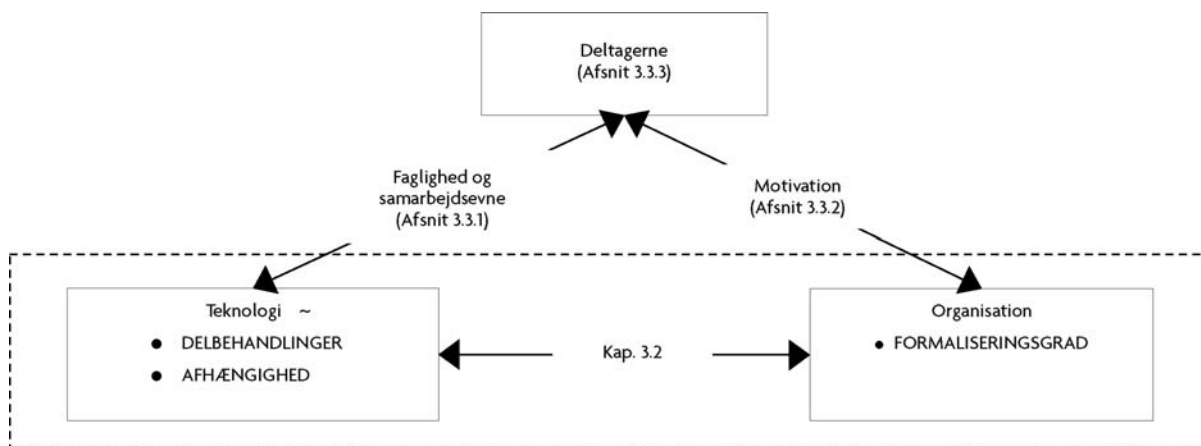 Deltagerne
(Afsnit 3.3.3)
Faglighed og
samarbejdsevne
(Afsnit 3.3.1)
Motivation
(Afsnit 3.3.2)
Teknologi ~
• DELBEHANDLINGER
• AFHÆNGIGHED
Kap. 3.2
Organisation
• FORMALISERINGSGRAD